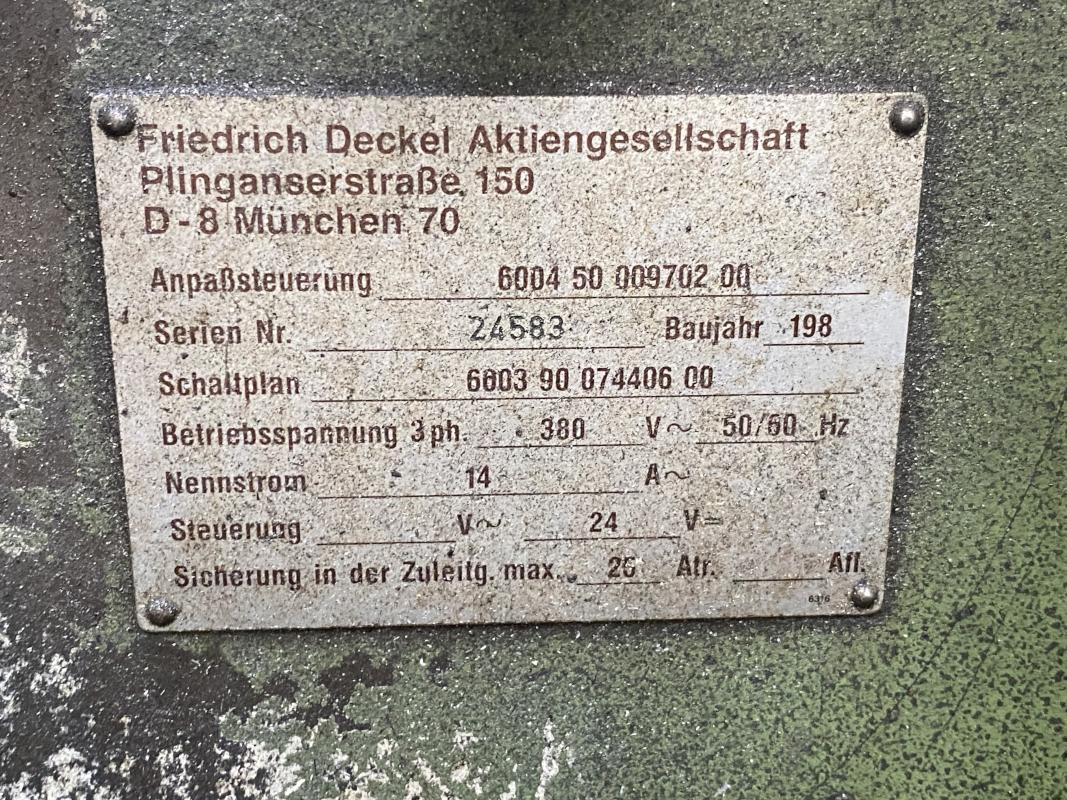 Friedrich Deckel Aktiengesellschaft
Plinganserstraße 150
D-8 München 70
Anpaßsteuerung 6004 50 009702 00
Serien Nr. 24583 Baujahr 198
Schaltplan 6003 90 074406 00
Betriebsspannung 3ph. 380 V~ 50/60 Hz
Nennstrom 14 A~
Steuerung V~ 24 V=
Sicherung in der Zuleitg. max. Atr. Afl.